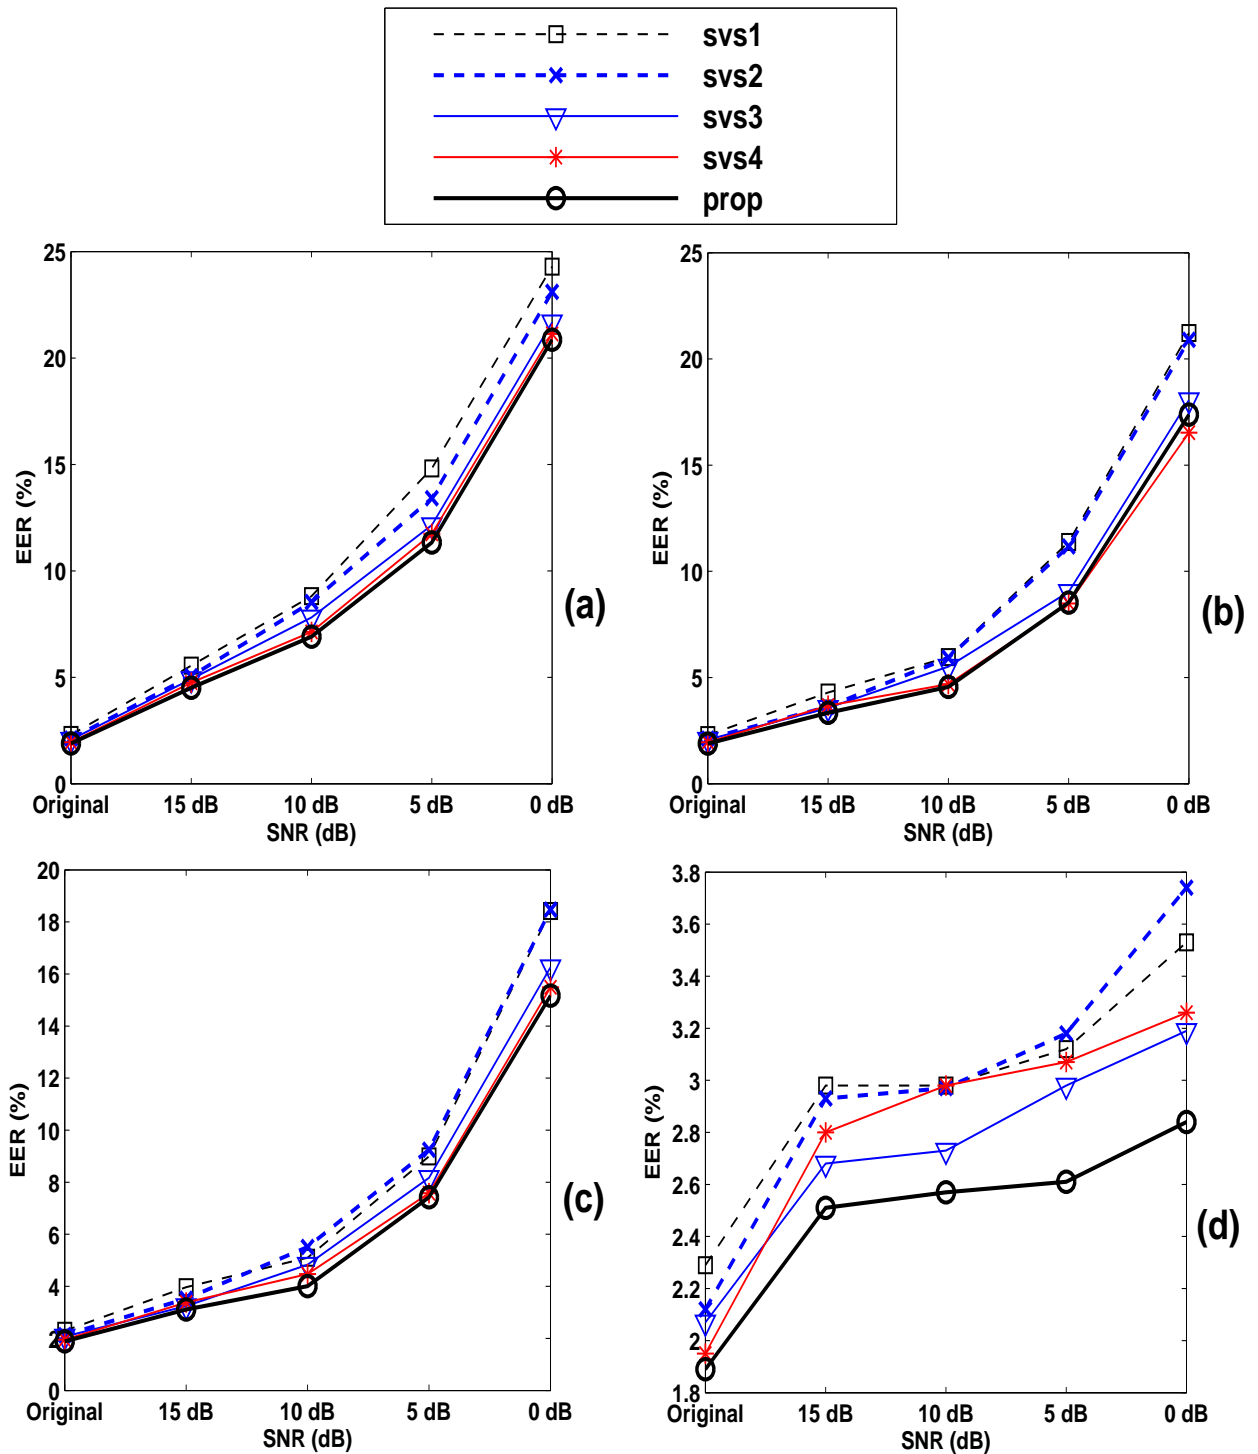 svs1
svs2
svs3
svs4
prop
25
20
15
10
5
0
EER (%)
Original 15 dB 10 dB 5 dB 0 dB
SNR (dB)
(a)
25
20
15
10
5
0
EER (%)
Original 15 dB 10 dB 5 dB 0 dB
SNR (dB)
(b)
20
18
16
14
12
10
8
6
4
2
0
EER (%)
Original 15 dB 10 dB 5 dB 0 dB
SNR (dB)
(c)
3.8
3.6
3.4
3.2
3
2.8
2.6
2.4
2.2
2
1.8
EER (%)
Original 15 dB 10 dB 5 dB 0 dB
SNR (dB)
(d)